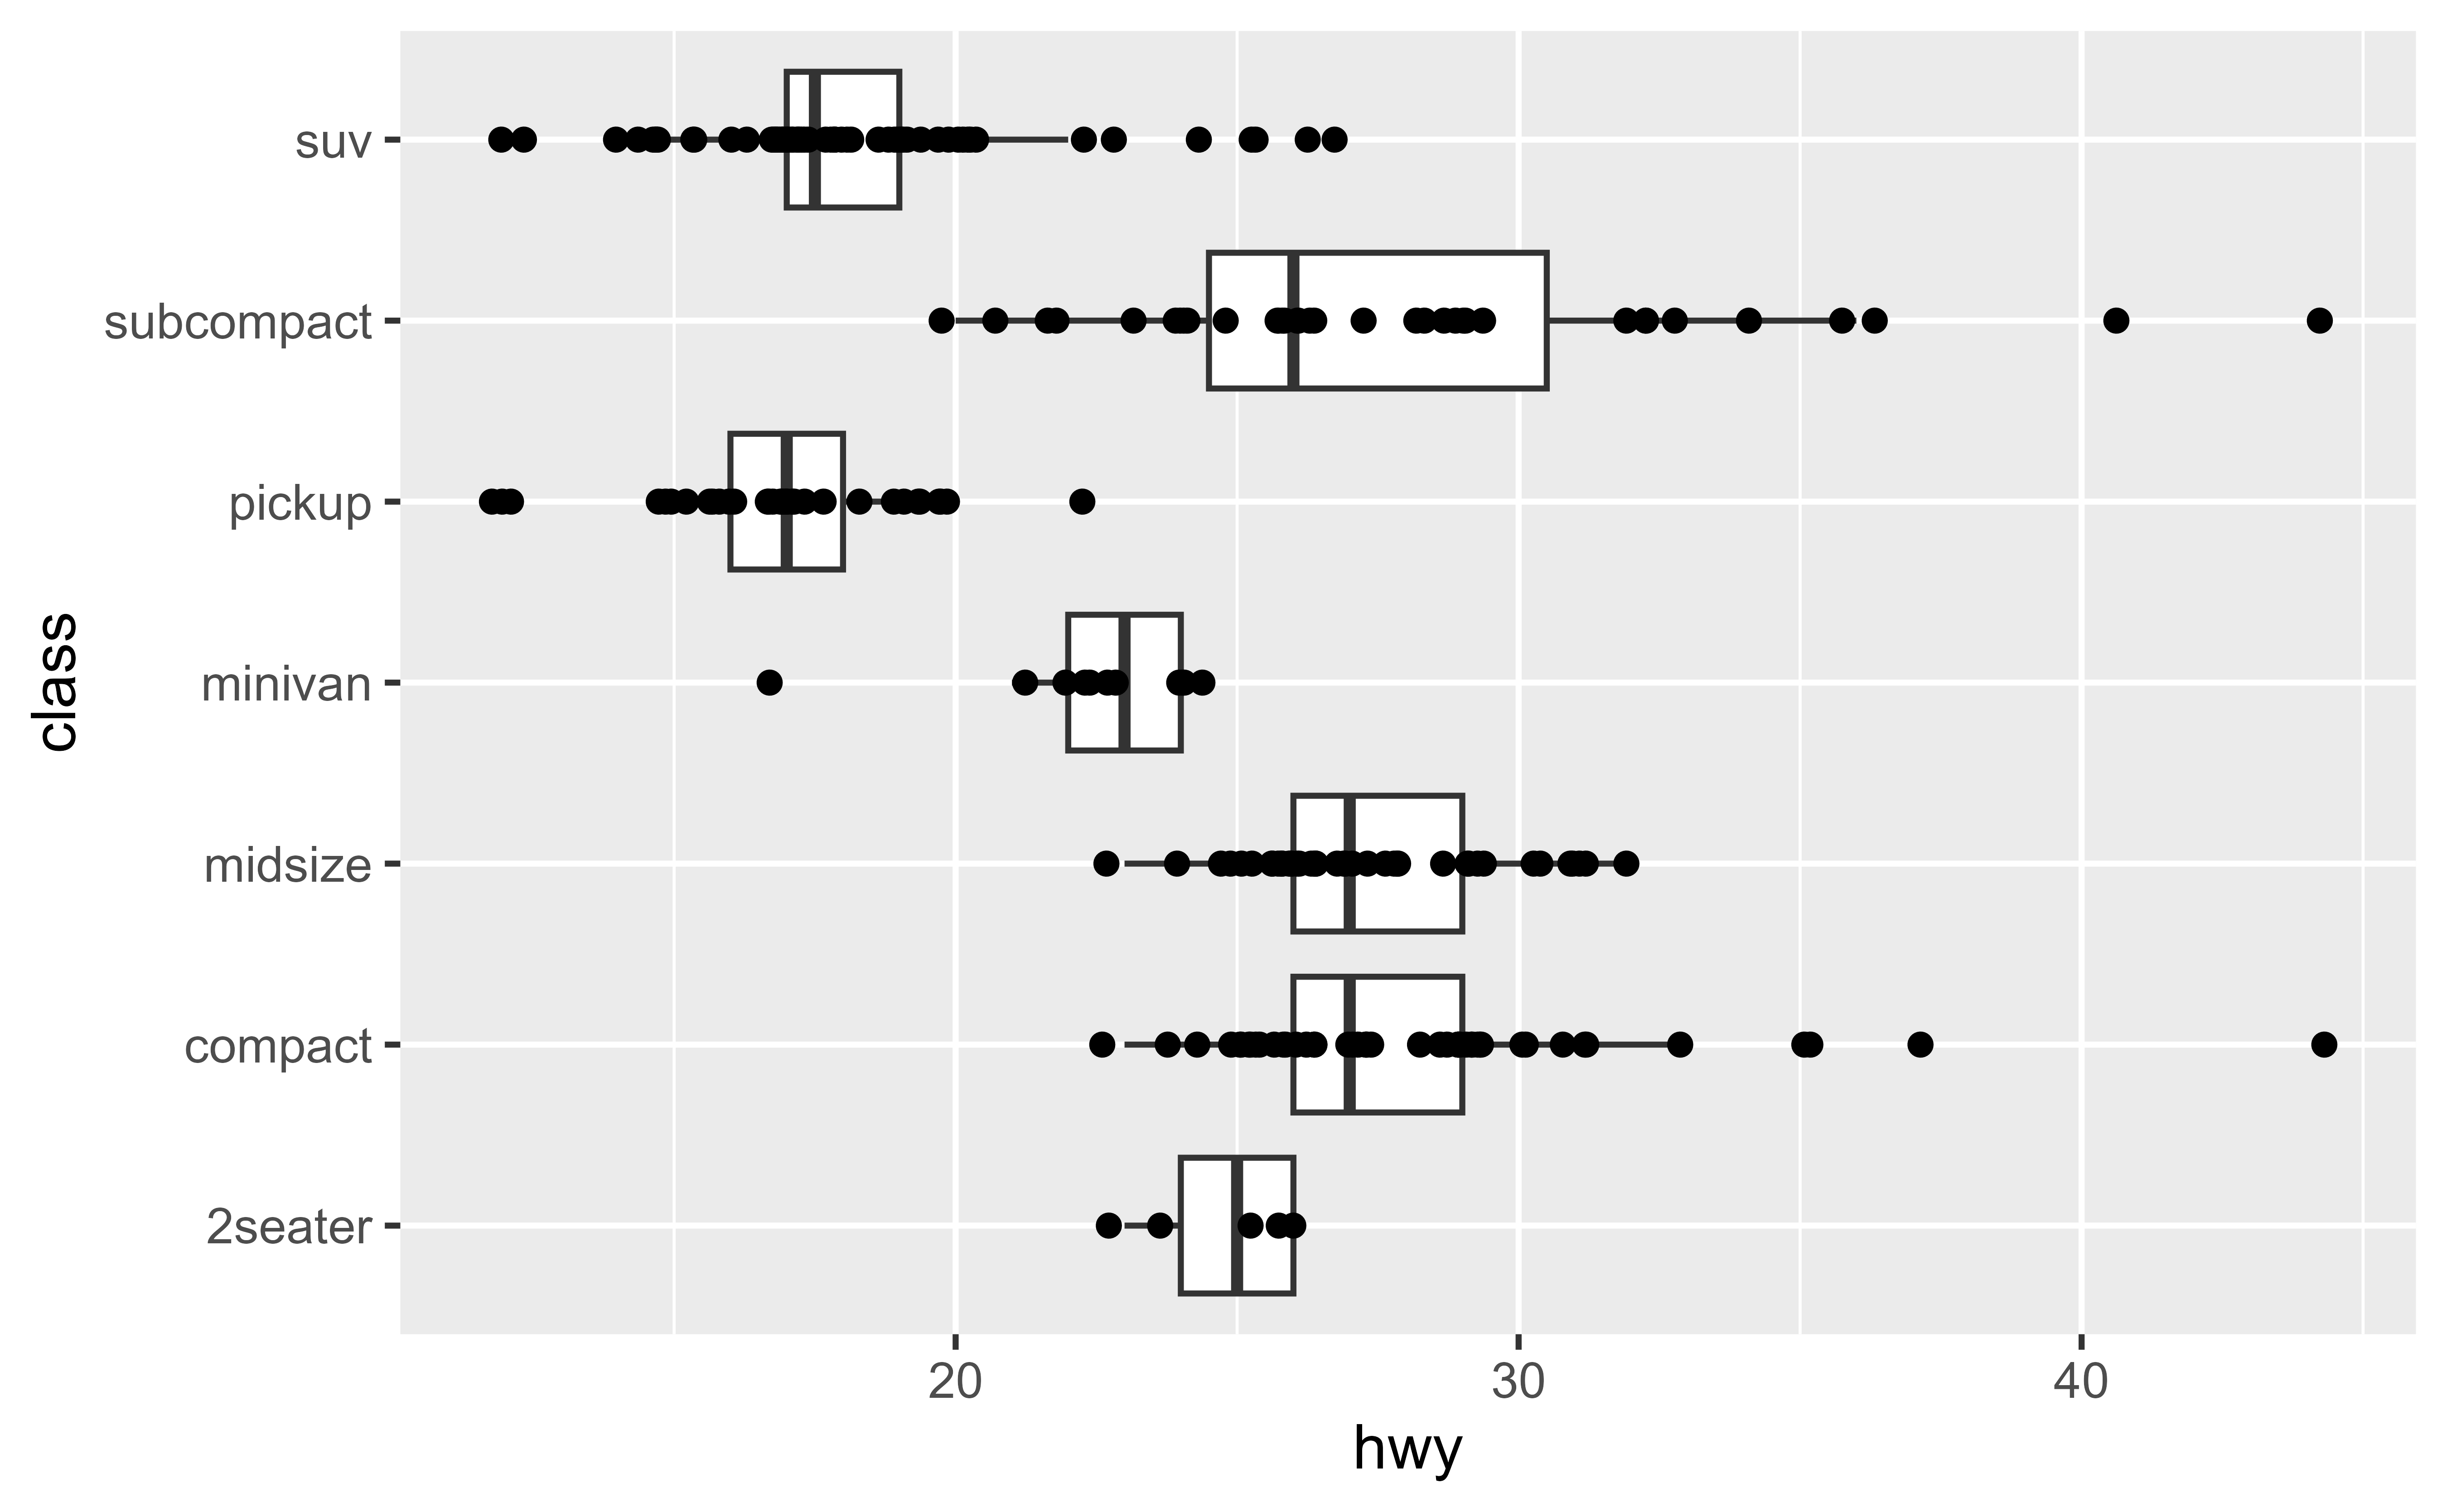 suv
subcompact
pickup
minivan
midsize
compact
2seater
class
20 30 40
hwy